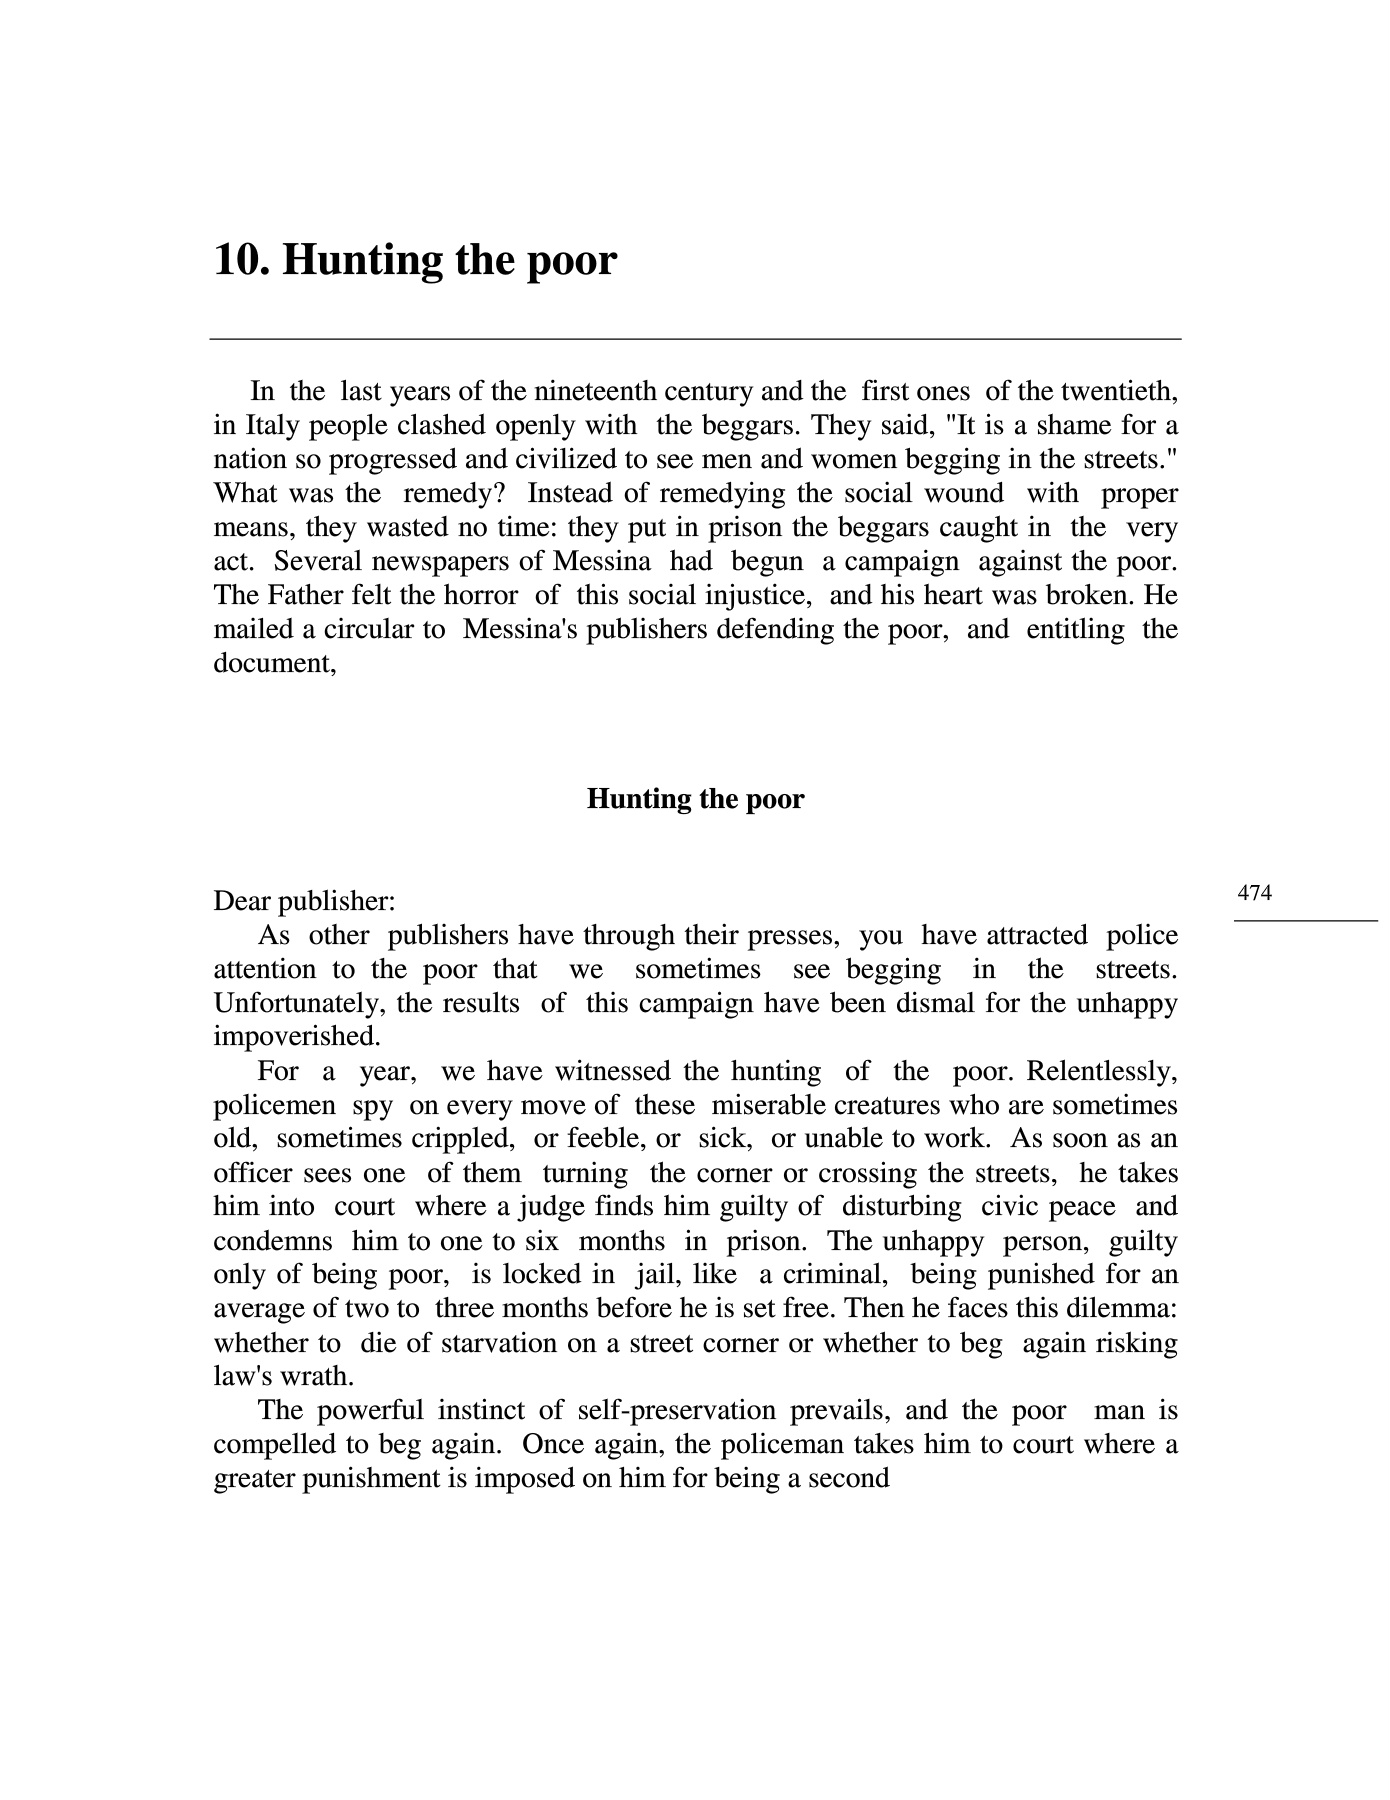 10. Hunting the poor
In the last years of the nineteenth century and the first ones of the twentieth,
in Italy people clashed openly with the beggars. They said, "It is a shame for a
nation so progressed and civilized to see men and women begging in the streets."
What was the remedy? Instead of remedying the social wound with proper
means, they wasted no time: they put in prison the beggars caught in the very
act. Several newspapers of Messina had begun a campaign against the poor.
The Father felt the horror of this social injustice, and his heart was broken. He
mailed a circular to Messina's publishers defending the poor, and entitling the
document,
Hunting the poor
Dear publisher:
474
As other publishers have through their presses, you have attracted police
attention to the poor that we sometimes see begging in the streets.
Unfortunately, the results of this campaign have been dismal for the unhappy
impoverished.
For a year, we have witnessed the hunting of the poor. Relentlessly,
policemen spy on every move of these miserable creatures who are sometimes
old, sometimes crippled, or feeble, or sick, or unable to work. As soon as an
officer sees one of them turning the corner or crossing the streets, he takes
him into court where a judge finds him guilty of disturbing civic peace and
condemns him to one to six months in prison. The unhappy person, guilty
only of being poor, is locked in jail, like a criminal, being punished for an
average of two to three months before he is set free. Then he faces this dilemma:
whether to die of starvation on a street corner or whether to beg again risking
law's wrath.
The powerful instinct of self-preservation prevails, and the poor man is
compelled to beg again. Once again, the policeman takes him to court where a
greater punishment is imposed on him for being a second